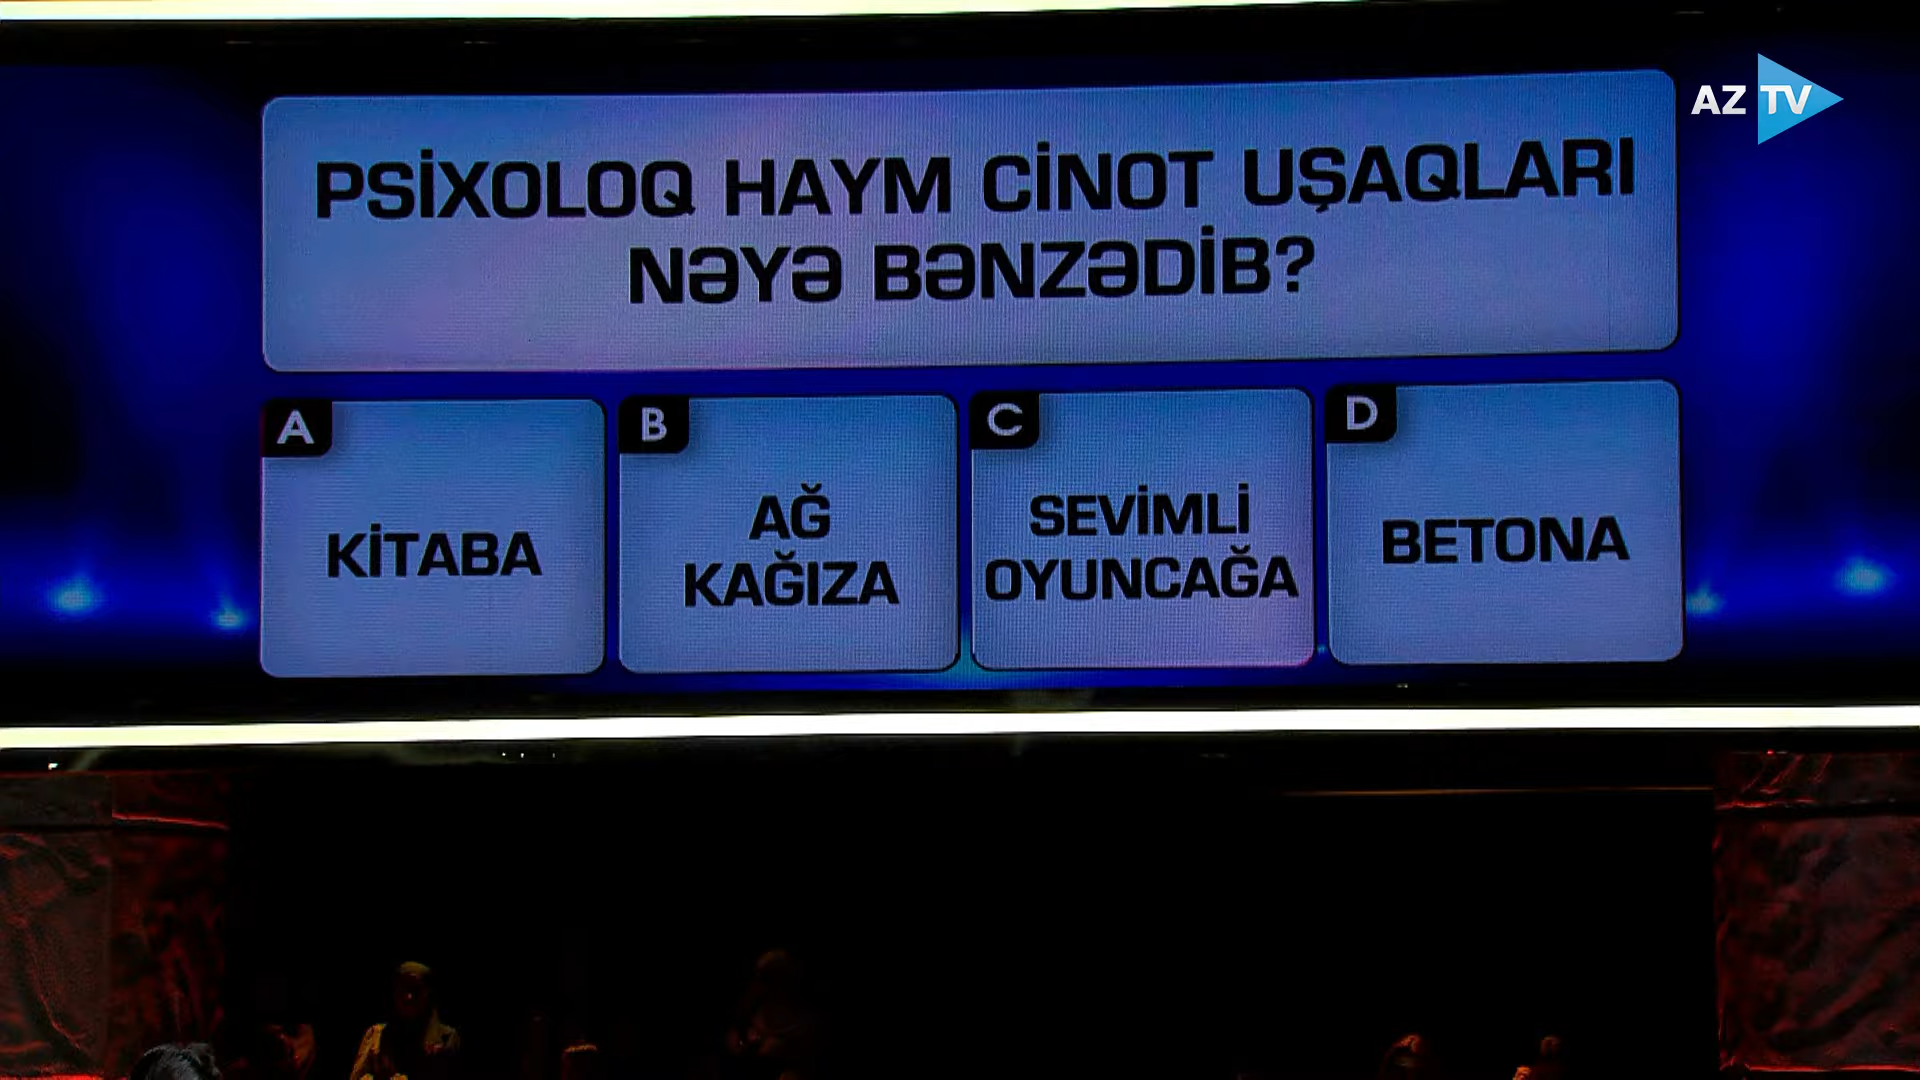 AZ TV
PSİXOLOQ HAYM CİNOT UŞAQLARI
NƏYƏ BƏNZƏDİB?
A
KİTABA
B
AĞ
KAĞIZA
C
SEVİMLİ
OYUNCAĞA
D
BETONA